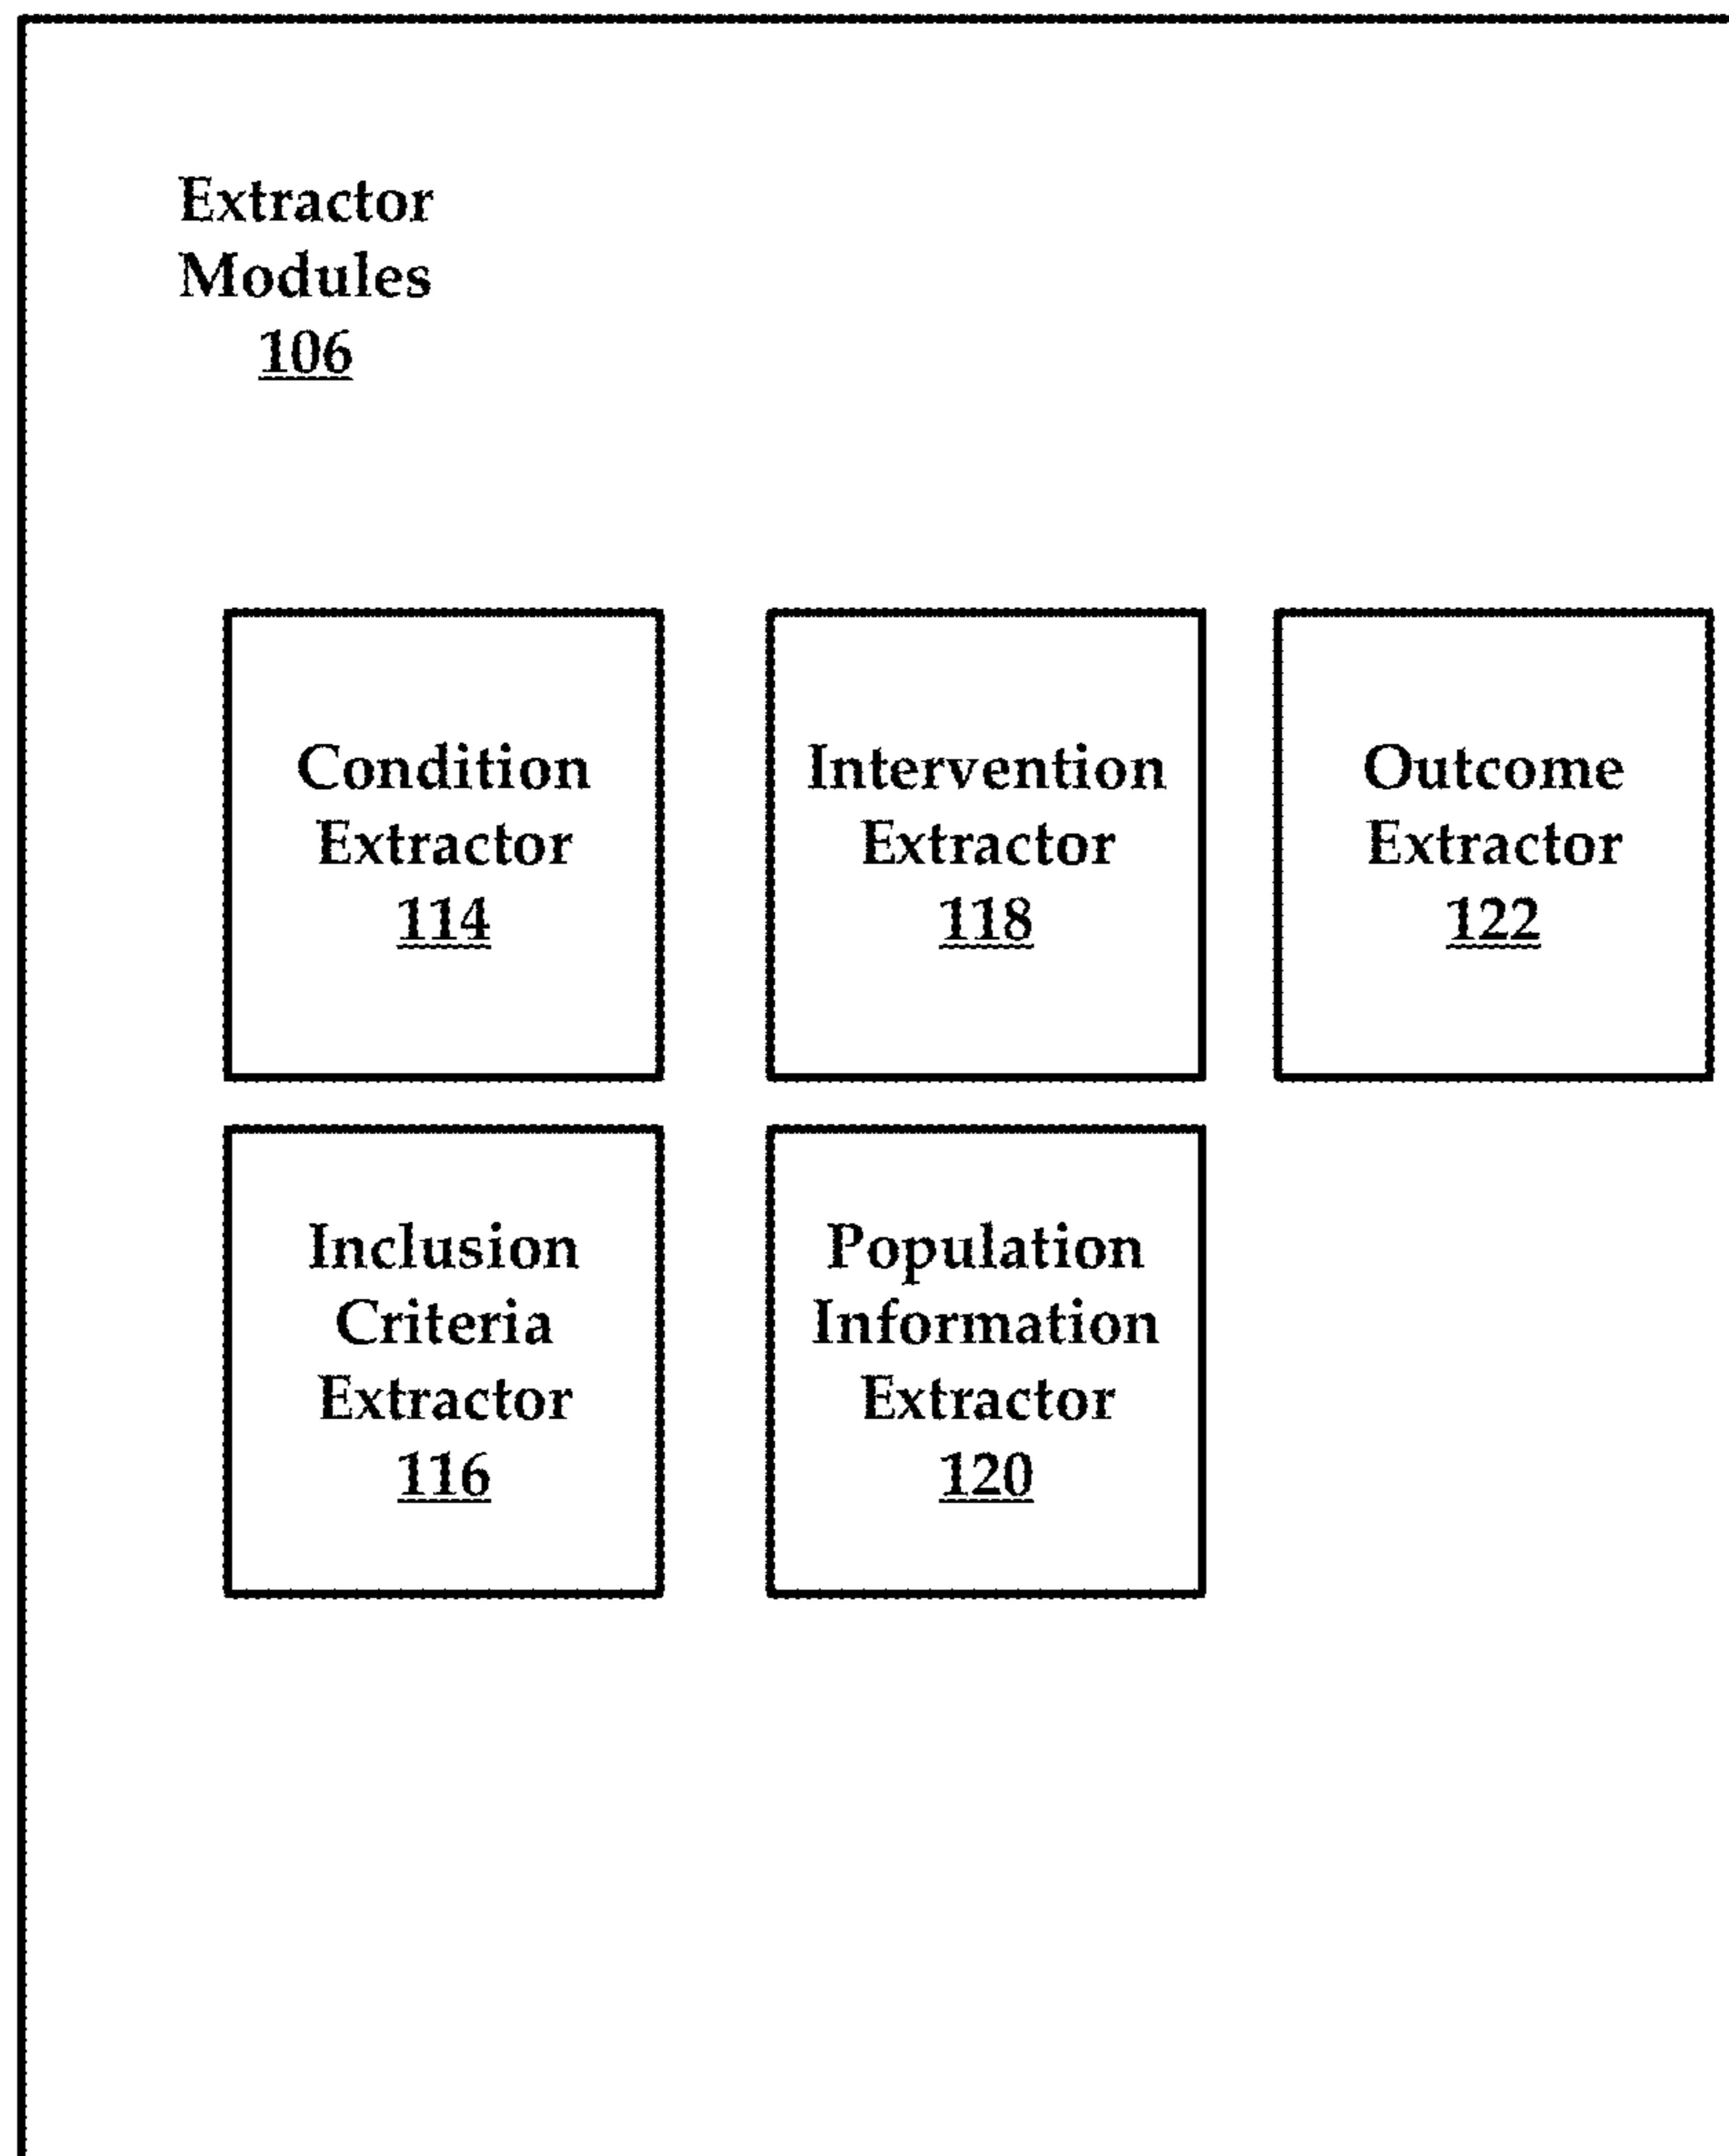 Extractor
Modules
106
Condition
Extractor
114
Intervention
Extractor
118
Outcome
Extractor
122
Inclusion
Criteria
Extractor
116
Population
Information
Extractor
120